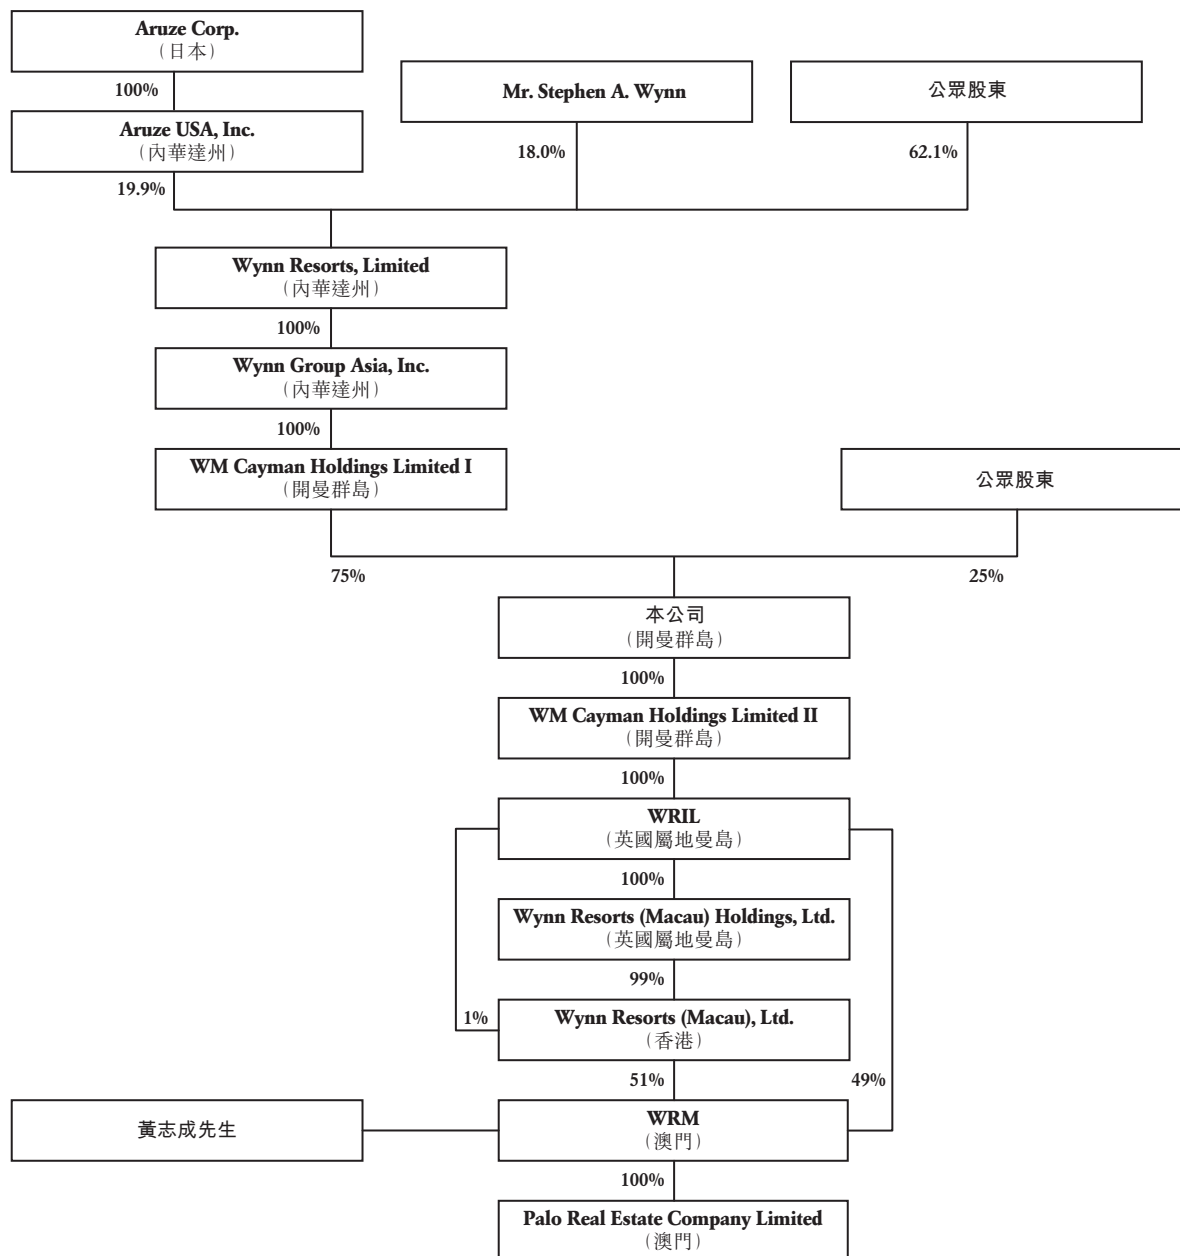 Aruze Corp.
（日本）
100%
Mr. Stephen A. Wynn
公眾股東
Aruze USA, Inc.
（內華達州）
19.9%
18.0%
62.1%
Wynn Resorts, Limited
（內華達州）
100%
Wynn Group Asia, Inc.
（內華達州）
100%
WM Cayman Holdings Limited I
（開曼群島）
公眾股東
75%
25%
本公司
（開曼群島）
100%
WM Cayman Holdings Limited II
（開曼群島）
100%
WRIL
（英國屬地曼島）
100%
Wynn Resorts (Macau) Holdings, Ltd.
（英國屬地曼島）
99%
1%
Wynn Resorts (Macau), Ltd.
（香港）
51%
49%
黃志成先生
WRM
（澳門）
100%
Palo Real Estate Company Limited
（澳門）